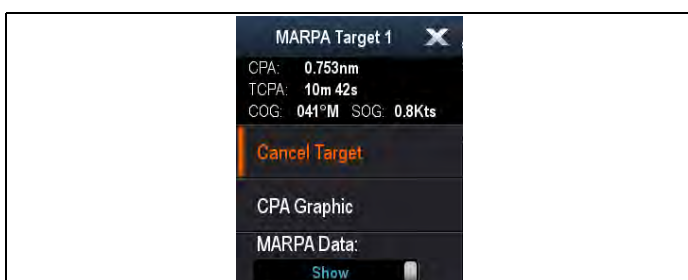 MARPA Target 1
CPA: 0.753nm
TCPA: 10m 42s
COG: 041°M SOG: 0.8Kts
Cancel Target
CPA Graphic
MARPA Data:
Show